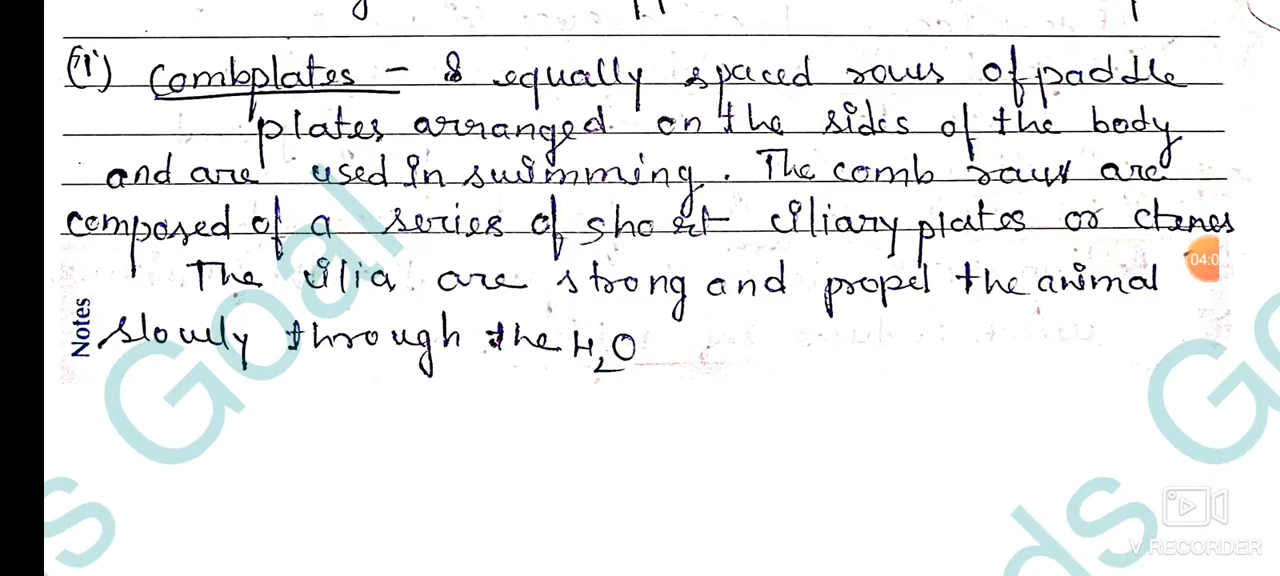 (i) Combplates - 8 equally spaced rows of paddle
plates arranged on the sides of the body
and are used in swimming. The comb rows are
composed of a series of short ciliary plates or ctenes
The cilia are strong and propel the animal
slowly through the H₂O
Notes
Goal
04:0
V RECORDER